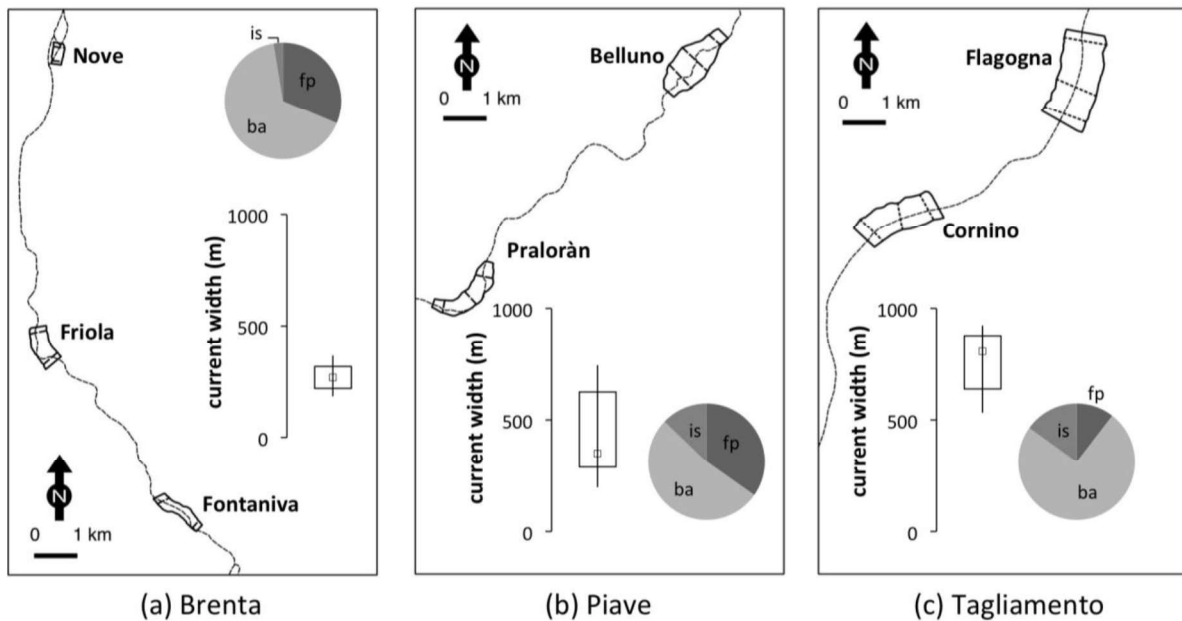 Nove
is
fp
ba
1000
500
0
current width (m)
Friola
N
0 1 km
Fontaniva
(a) Brenta
Belluno
N
0 1 km
Praloràn
1000
500
0
current width (m)
is
fp
ba
(b) Piave
Flagogna
N
0 1 km
Cornino
1000
500
0
current width (m)
fp
is
ba
(c) Tagliamento